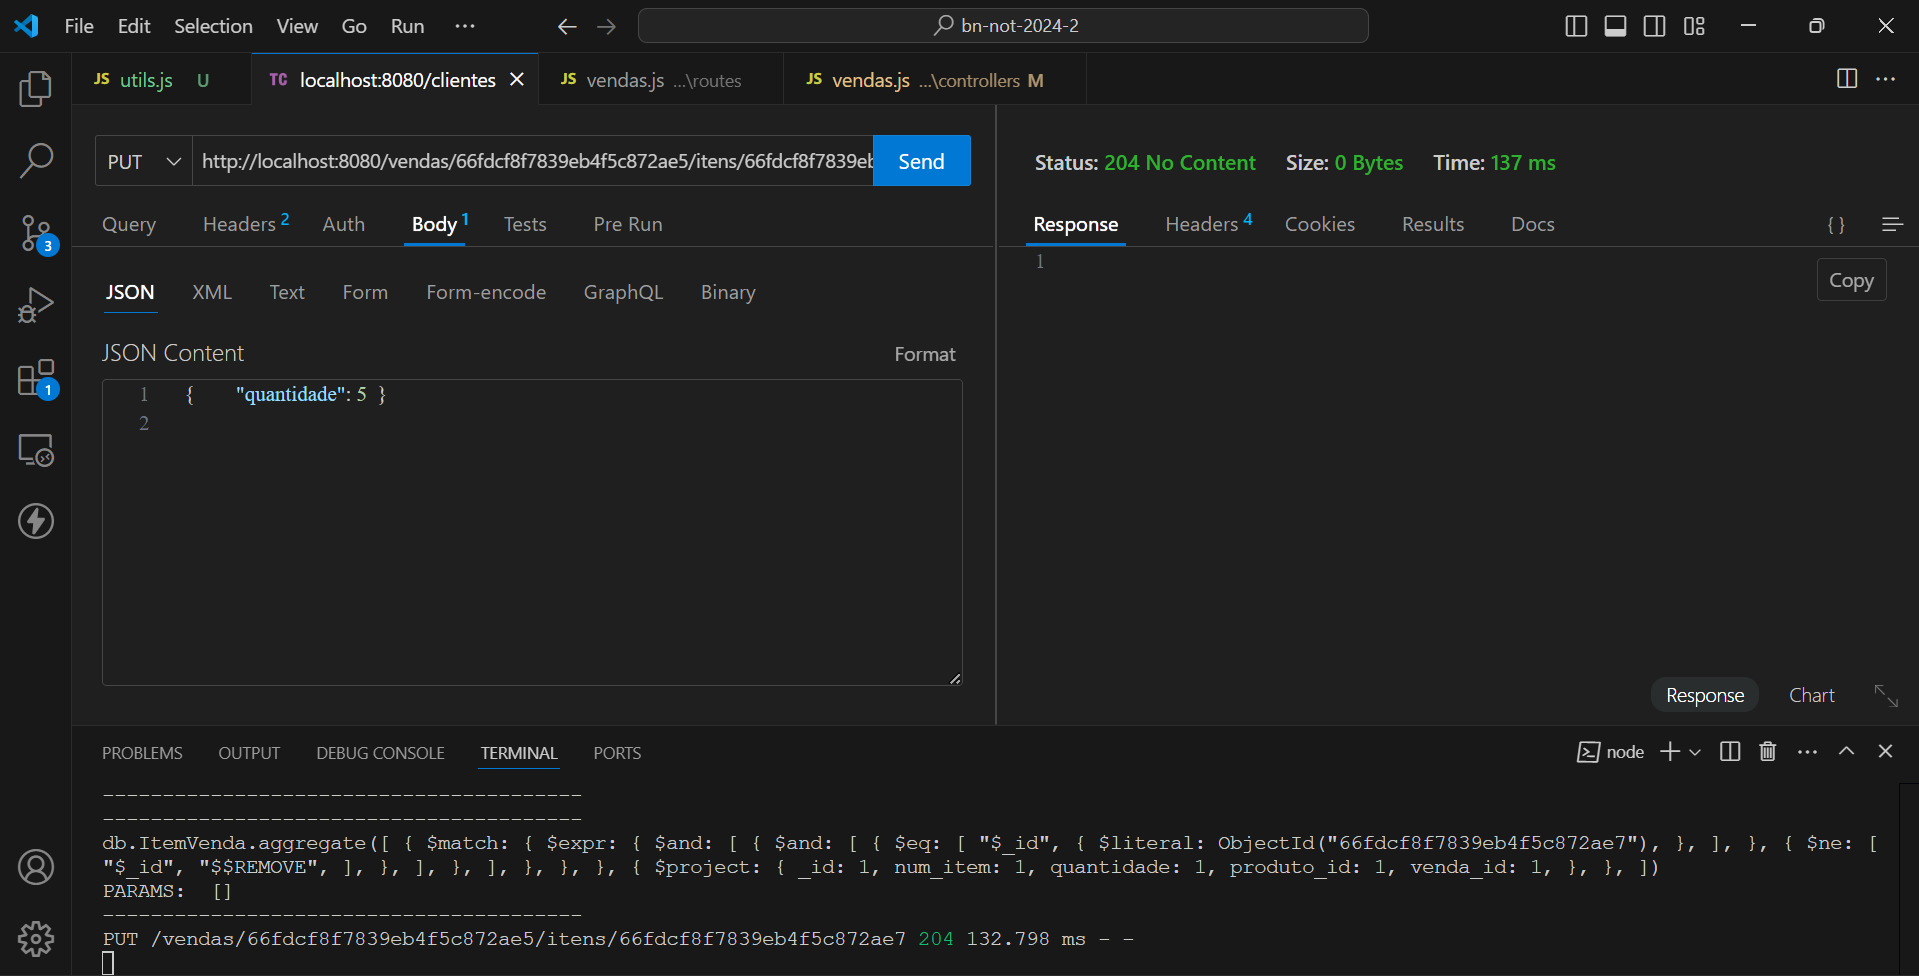 File Edit Selection View Go Run ··· bn-not-2024-2
JS utils.js U TC localhost:8080/clientes JS vendas.js ...\routes JS vendas.js ...\controllers M
PUT http://localhost:8080/vendas/66fdcf8f7839eb4f5c872ae5/itens/66fdcf8f7839eb Send
Status: 204 No Content Size: 0 Bytes Time: 137 ms
Query Headers 2 Auth Body 1 Tests Pre Run
Response Headers 4 Cookies Results Docs { }
3
1
JSON XML Text Form Form-encode GraphQL Binary
1
Copy
JSON Content Format
1 { "quantidade": 5 }
2
Response Chart
PROBLEMS OUTPUT DEBUG CONSOLE TERMINAL PORTS node
----------------------------------------
----------------------------------------
db.ItemVenda.aggregate([ { $match: { $expr: { $and: [ { $and: [ { $eq: [ "$_id", { $literal: ObjectId("66fdcf8f7839eb4f5c872ae7"), }, ], }, { $ne: [
"$_id", "$$REMOVE", ], }, ], }, ], }, }, }, { $project: { _id: 1, num_item: 1, quantidade: 1, produto_id: 1, venda_id: 1, }, }, ])
PARAMS: []
----------------------------------------
PUT /vendas/66fdcf8f7839eb4f5c872ae5/itens/66fdcf8f7839eb4f5c872ae7 204 132.798 ms - -